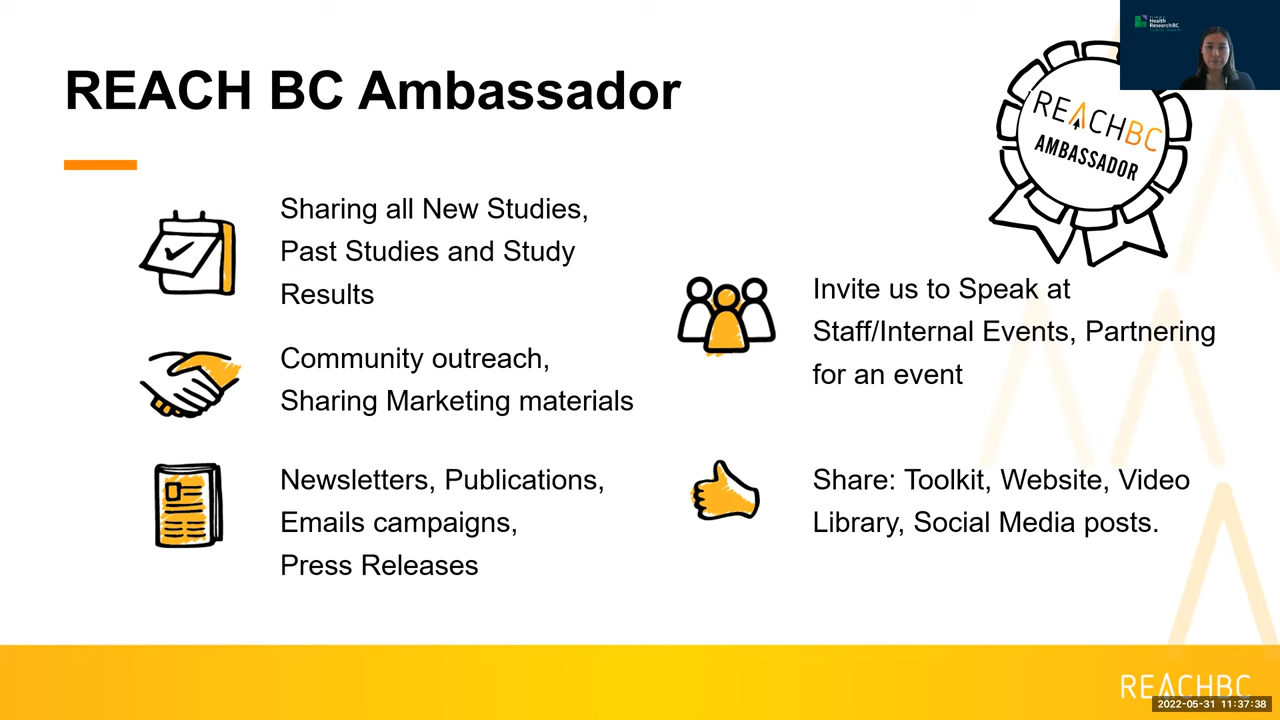 REACH BC Ambassador
Health
ResearchBC
REACHBC
AMBASSADOR
Sharing all New Studies,
Past Studies and Study
Results
Community outreach,
Sharing Marketing materials
Newsletters, Publications,
Emails campaigns,
Press Releases
Invite us to Speak at
Staff/Internal Events, Partnering
for an event
Share: Toolkit, Website, Video
Library, Social Media posts.
REACHBC
2022-05-31 11:37:38